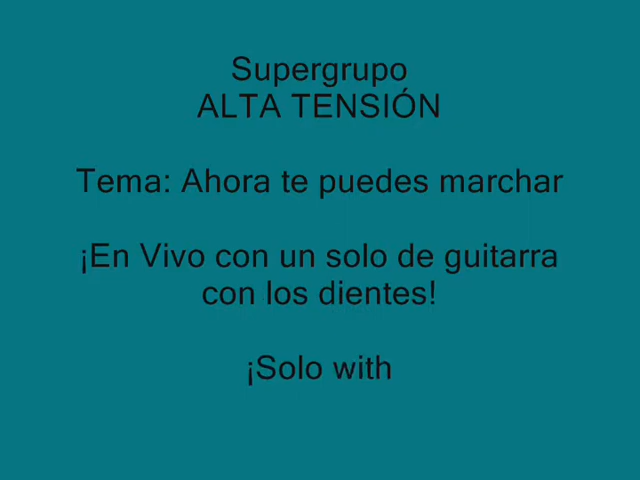 Supergrupo
ALTA TENSIÓN
Tema: Ahora te puedes marchar
¡En Vivo con un solo de guitarra
con los dientes!
¡Solo with